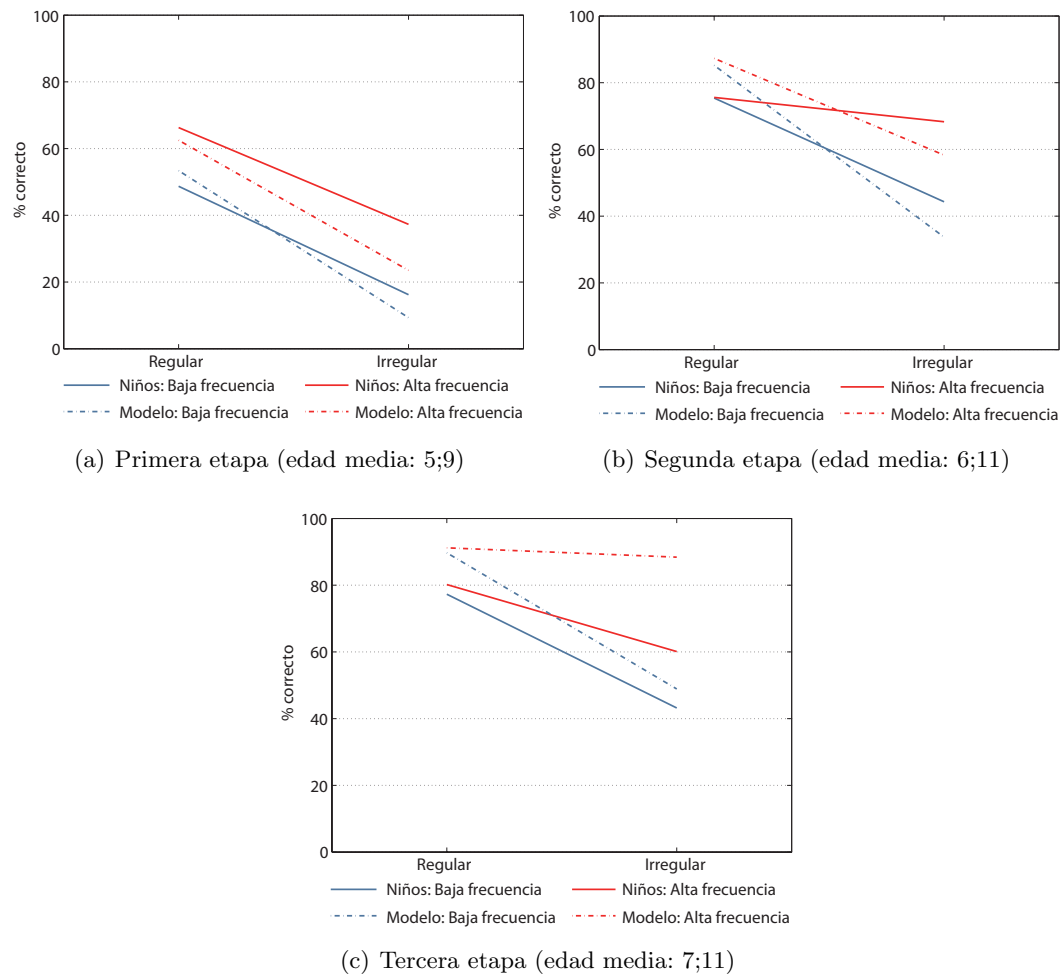 100
80
60
40
20
0
% correcto
Regular Irregular
Niños: Baja frecuencia Niños: Alta frecuencia
Modelo: Baja frecuencia Modelo: Alta frecuencia
(a) Primera etapa (edad media: 5;9)
100
80
60
40
20
0
% correcto
Regular Irregular
Niños: Baja frecuencia Niños: Alta frecuencia
Modelo: Baja frecuencia Modelo: Alta frecuencia
(b) Segunda etapa (edad media: 6;11)
100
80
60
40
20
0
% correcto
Regular Irregular
Niños: Baja frecuencia Niños: Alta frecuencia
Modelo: Baja frecuencia Modelo: Alta frecuencia
(c) Tercera etapa (edad media: 7;11)